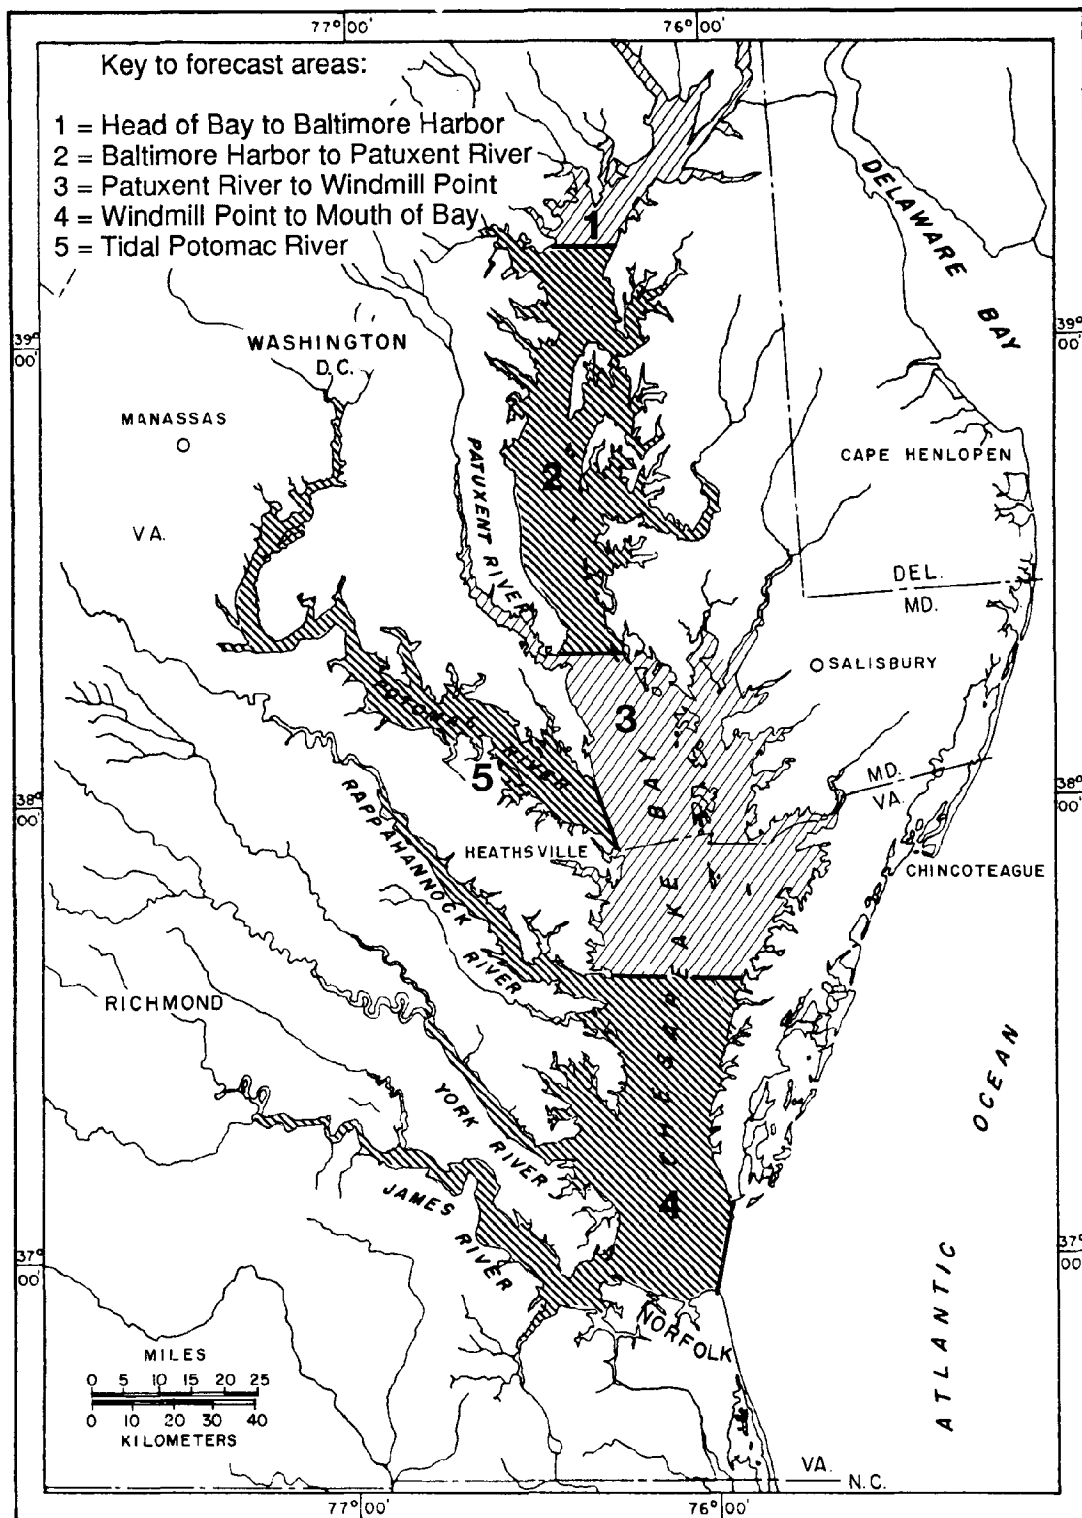 77° 00'
76° 00'
Key to forecast areas:
1 = Head of Bay to Baltimore Harbor
2 = Baltimore Harbor to Patuxent River
3 = Patuxent River to Windmill Point
4 = Windmill Point to Mouth of Bay
5 = Tidal Potomac River
1
DELAWARE BAY
39° 00'
39° 00'
WASHINGTON
D.C.
MANASSAS
CAPE HENLOPEN
PATUXENT RIVER
2
VA.
DEL.
MD.
SALISBURY
3
POTOMAC RIVER
5
MD.
VA.
38° 00'
38° 00'
RAPPAHANNOCK RIVER
HEATHSVILLE
CHINCOTEAGUE
CHESAPEAKE BAY
RICHMOND
YORK RIVER
4
JAMES RIVER
ATLANTIC OCEAN
37° 00'
37° 00'
NORFOLK
MILES
0 5 10 15 20 25
0 10 20 30 40
KILOMETERS
VA.
N.C.
77° 00'
76° 00'